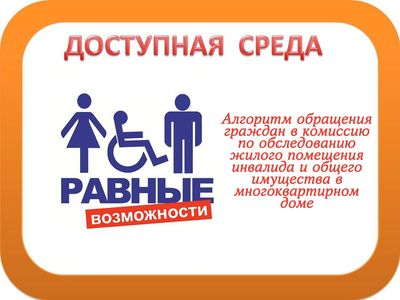 ДОСТУПНАЯ СРЕДА
Алгоритм обращения
граждан в комиссию
по обследованию
жилого помещения
инвалида и общего
имущества в
многоквартирном
доме
РАВНЫЕ
ВОЗМОЖНОСТИ